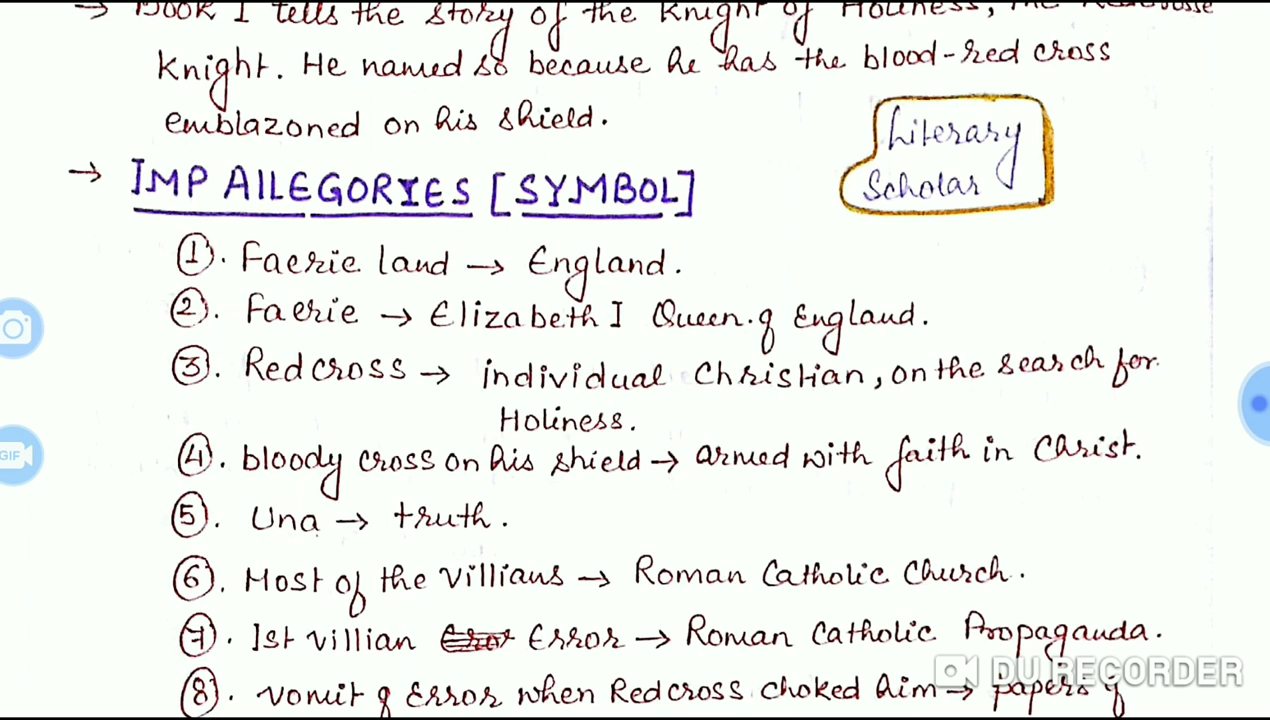 → Book I tells the story of the Knight of Holiness, the Redcrosse
Knight. He named so because he has the blood-red cross
emblazoned on his shield.
Literary
Scholar
→ IMP AllEGORIES [SYMBOL]
①. Faerie land → England.
②. Faerie → Elizabeth I Queen of England.
③. Redcross → individual Christian, on the search for
Holiness.
④. bloody cross on his shield → armed with faith in Christ.
⑤. Una → truth.
⑥. Most of the villians → Roman Catholic Church.
⑦. 1st villian Error → Roman Catholic Propaganda.
⑧. vomit of Error when Redcross choked him → papers of
GIF
DU RECORDER